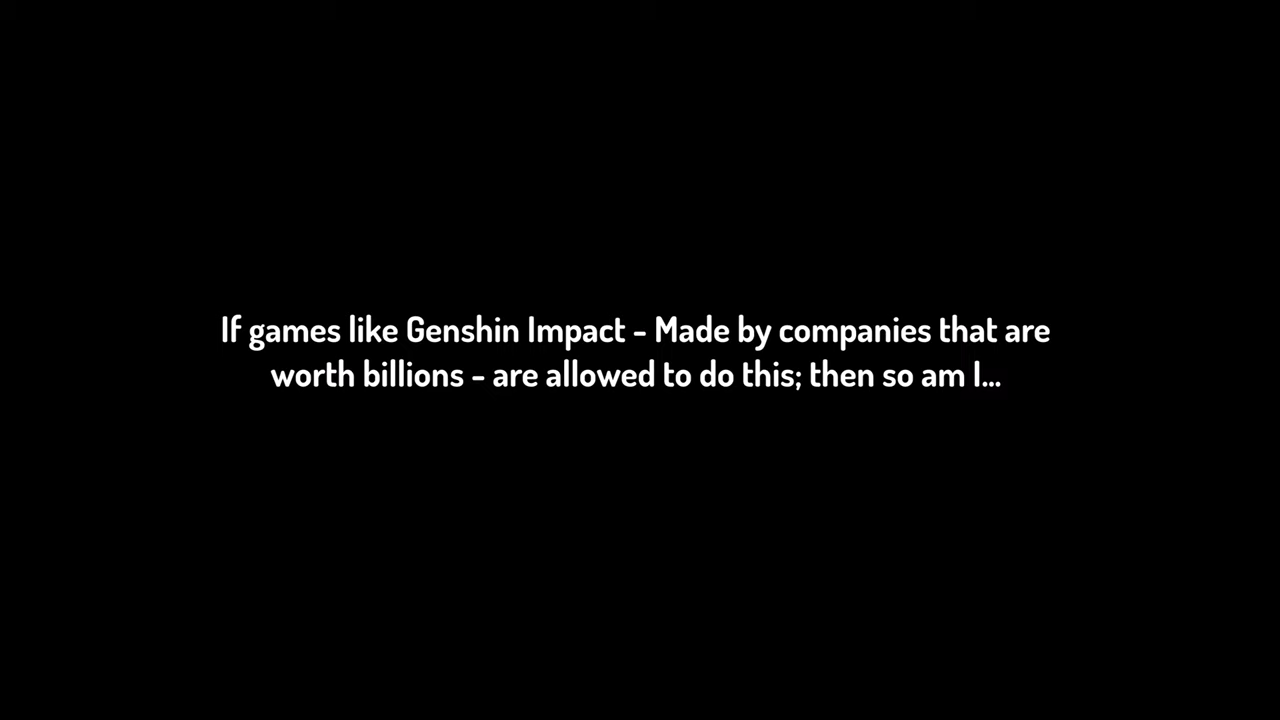 If games like Genshin Impact - Made by companies that are
worth billions - are allowed to do this; then so am I...